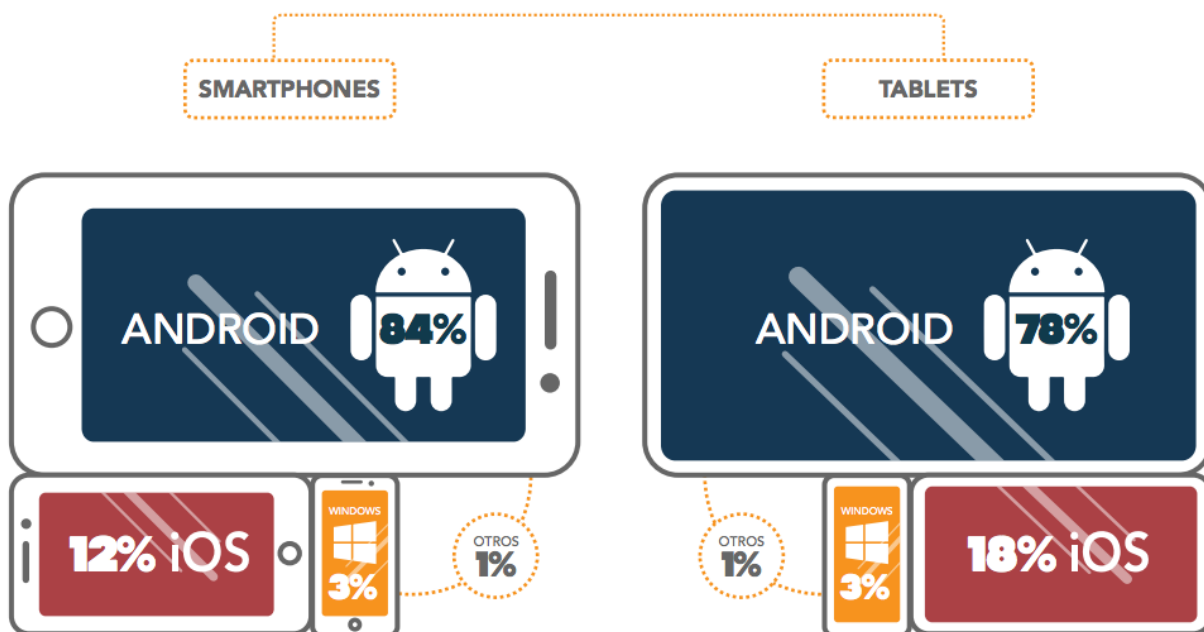 SMARTPHONES
TABLETS
ANDROID 84%
ANDROID 78%
12% iOS
WINDOWS
3%
OTROS
1%
OTROS
1%
WINDOWS
3%
18% iOS